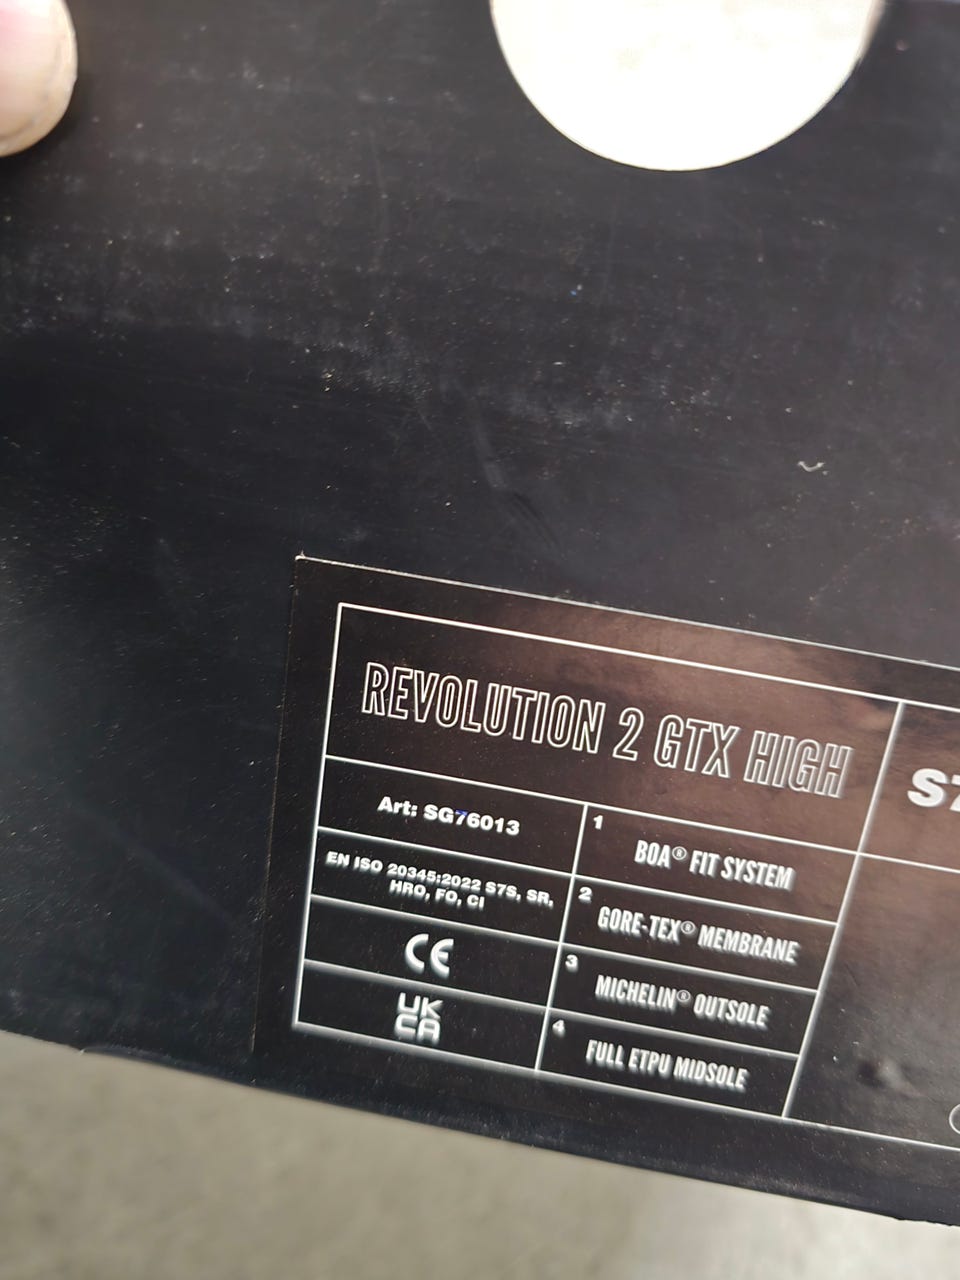 REVOLUTION 2 GTX HIGH
Art: SG76013
EN ISO 20345:2022 S7S, SR,
HRO, FO, CI
CE
UK
CA
1
BOA® FIT SYSTEM
2
GORE-TEX® MEMBRANE
3
MICHELIN® OUTSOLE
4
FULL ETPU MIDSOLE
S7